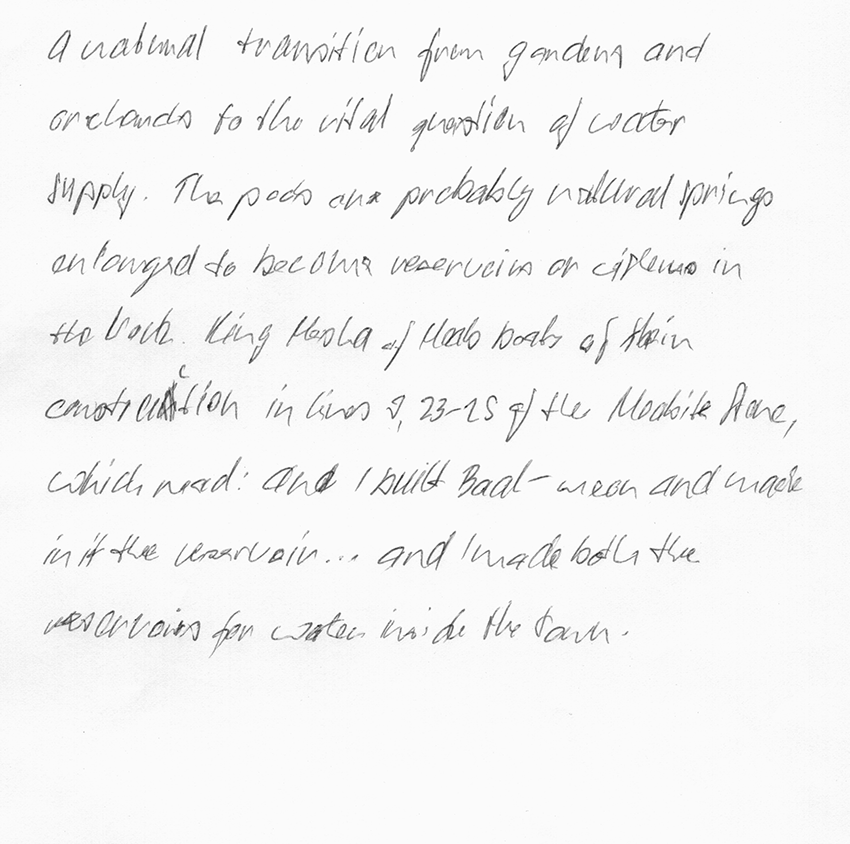 A natural transition from gardens and
orchards to the vital question of water
supply. The pools are probably natural springs
enlarged to become reservoirs or cisterns in
the rock. King Mesha of Moab boasts of their
construction in lines 9, 23-25 of the Moabite Stone,
which read: and I built Baal-meon and made
in it the reservoir... and I made both the
reservoirs for water inside the town.